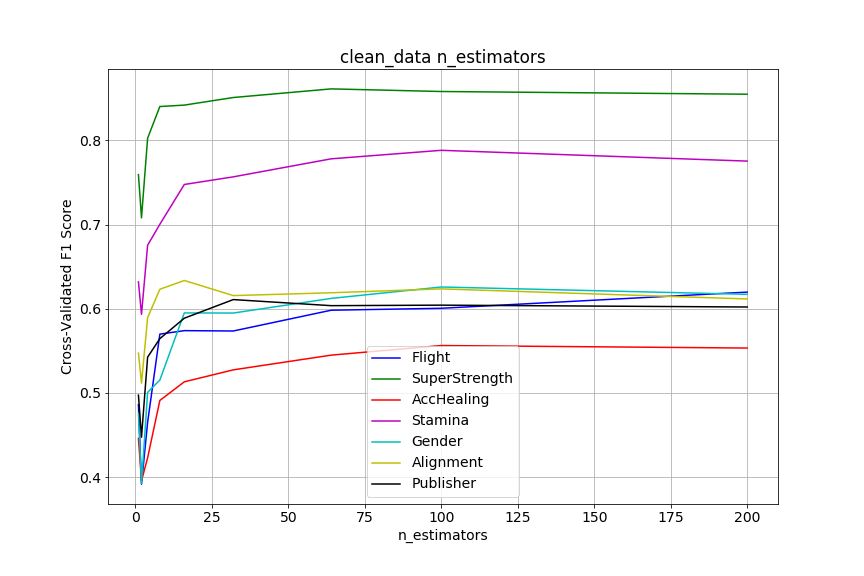 clean_data n_estimators
Cross-Validated F1 Score
0.8
0.7
0.6
0.5
0.4
Flight
SuperStrength
AccHealing
Stamina
Gender
Alignment
Publisher
0 25 50 75 100 125 150 175 200
n_estimators